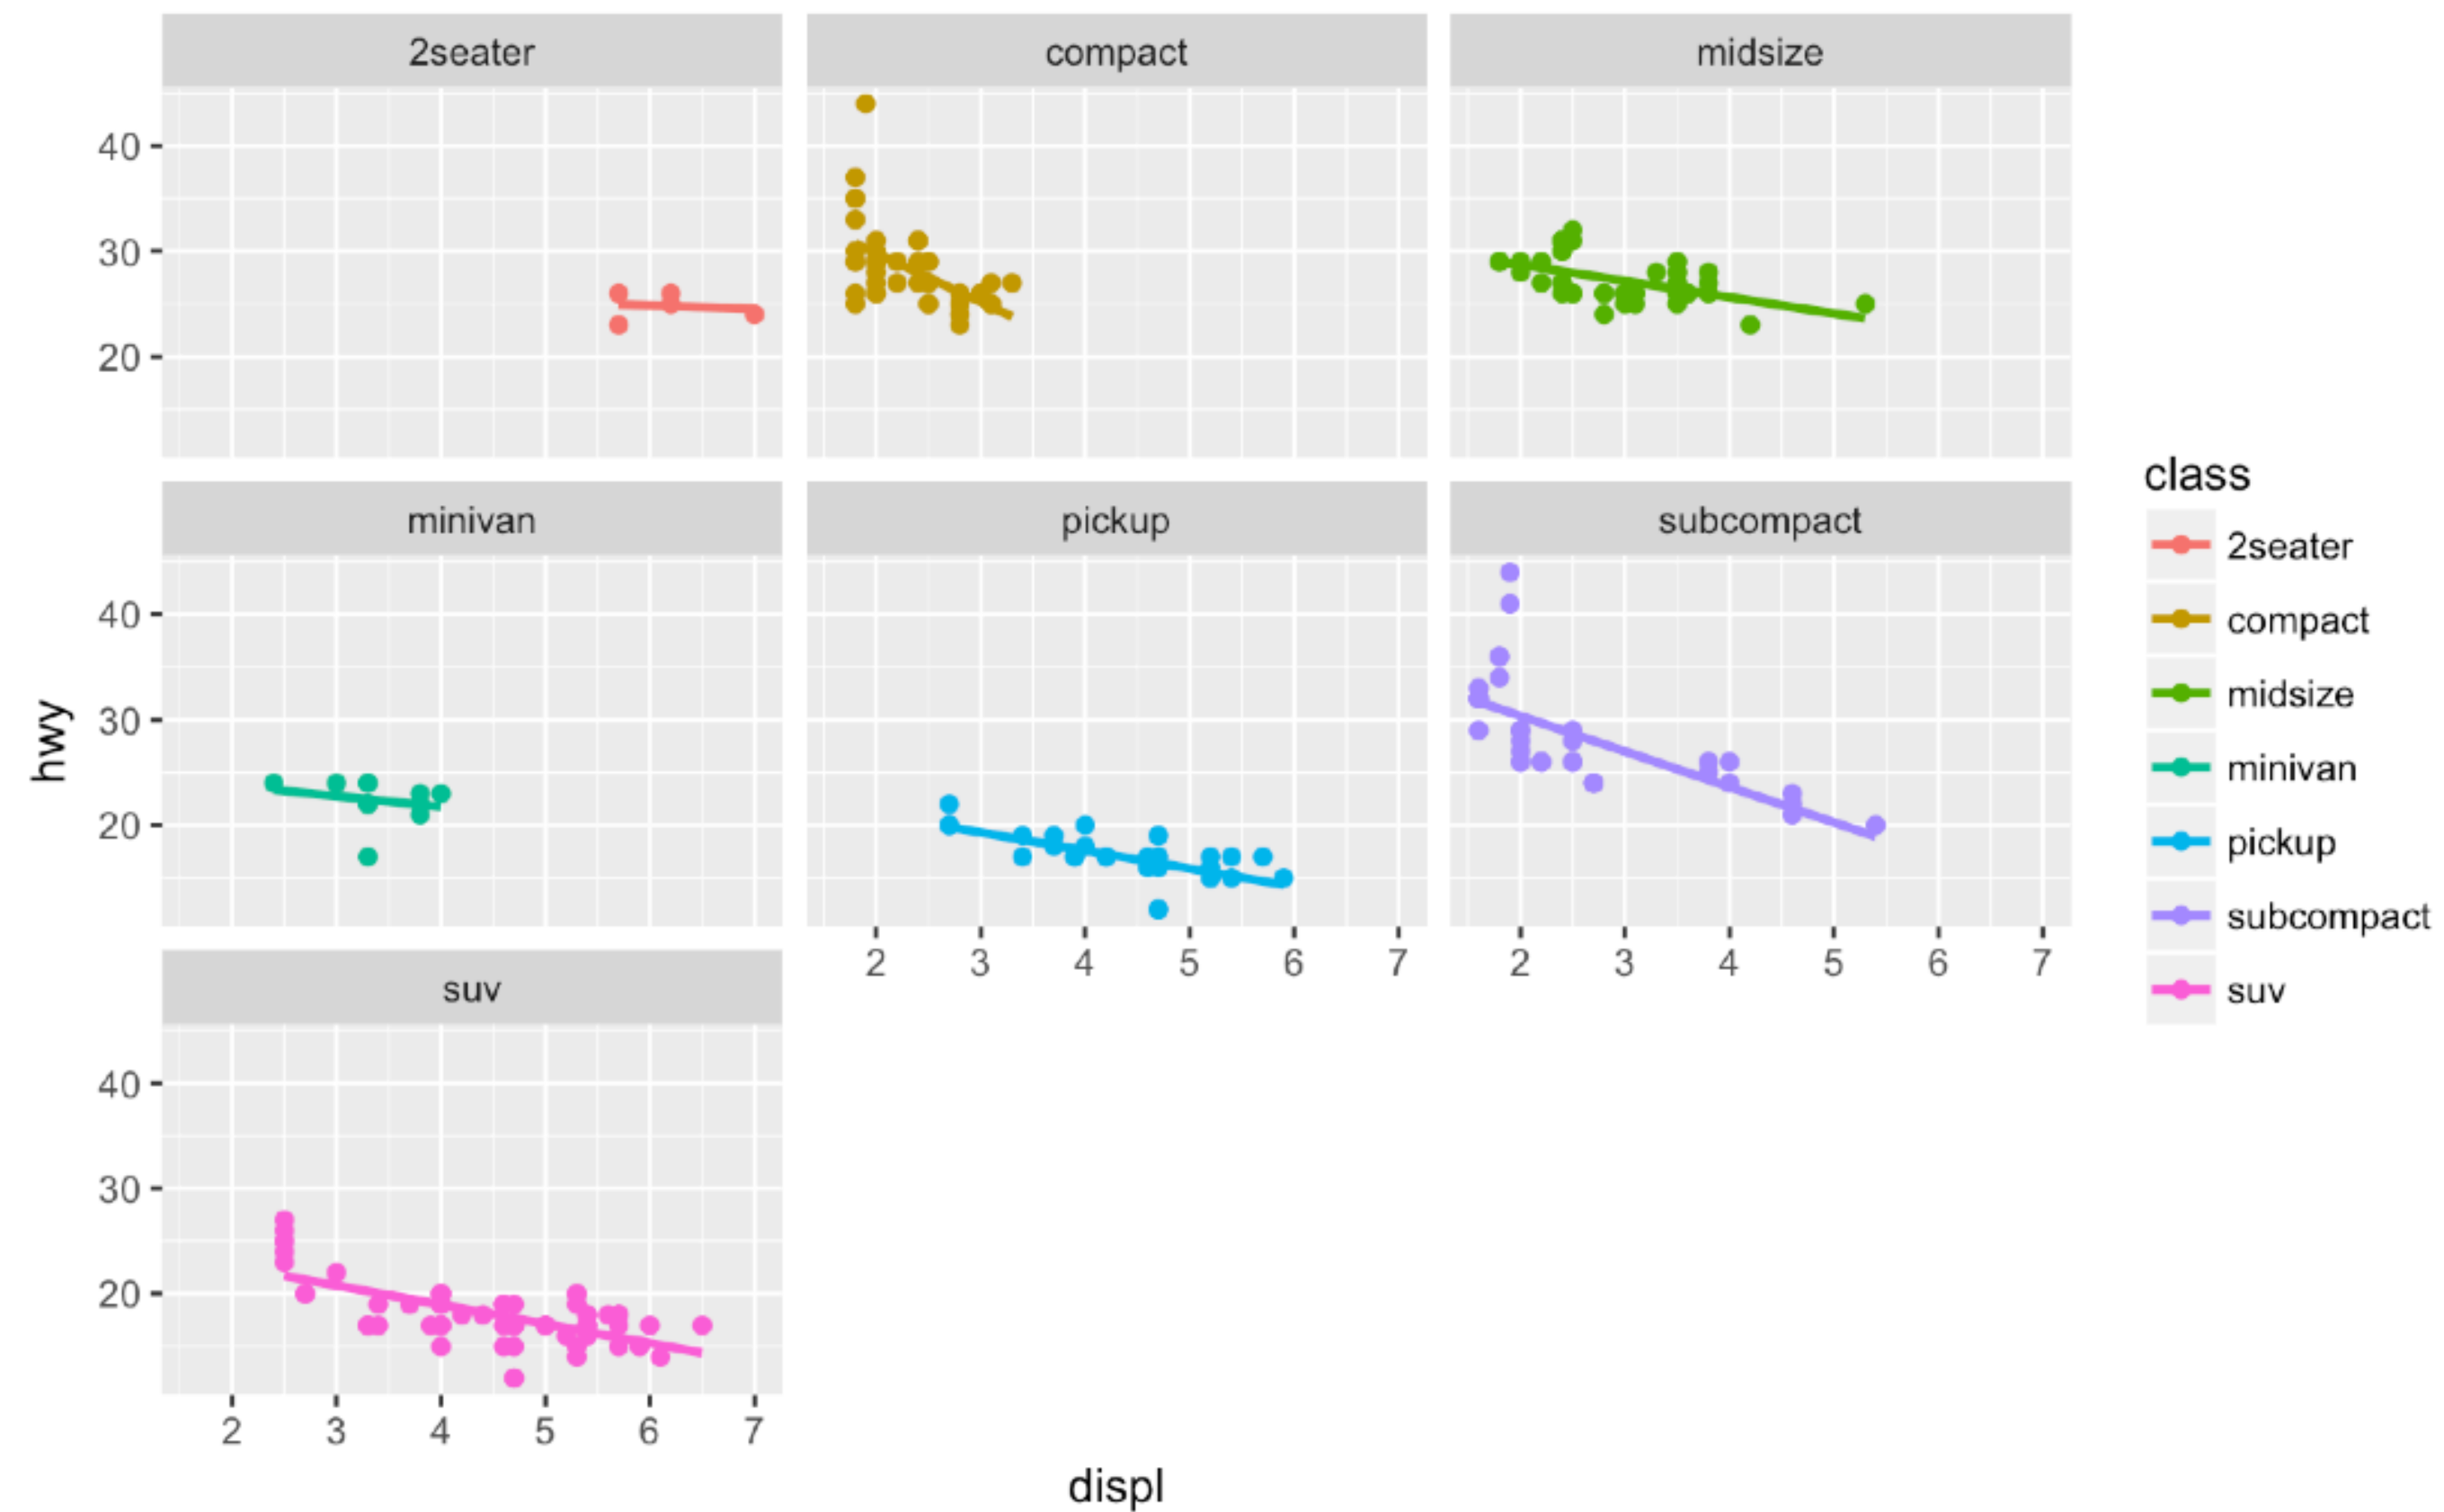 2seater compact midsize
40
30
20
minivan pickup subcompact
40
30
20
2 3 4 5 6 7 2 3 4 5 6 7
suv
40
30
20
2 3 4 5 6 7
displ
hwy
class
2seater
compact
midsize
minivan
pickup
subcompact
suv